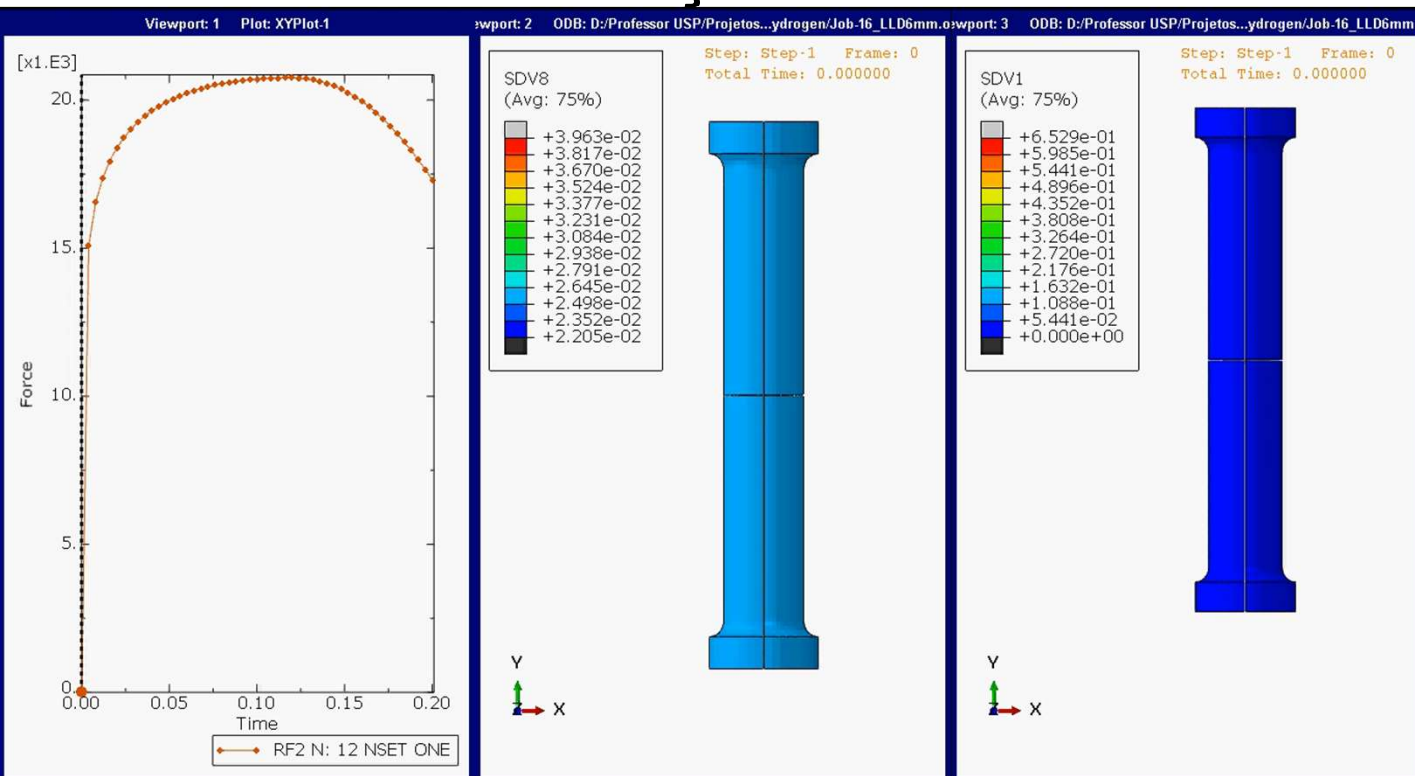 Viewport: 1 Plot: XYPlot-1
[x1.E3]
20.
15.
10.
5.
0.
Force
0.00 0.05 0.10 0.15 0.20
Time
RF2 N: 12 NSET ONE
ewport: 2 ODB: D:/Professor USP/Projetos...ydrogen/Job-16_LLD6mm.o
Step: Step-1 Frame: 0
Total Time: 0.000000
SDV8
(Avg: 75%)
+3.963e-02
+3.817e-02
+3.670e-02
+3.524e-02
+3.377e-02
+3.231e-02
+3.084e-02
+2.938e-02
+2.791e-02
+2.645e-02
+2.498e-02
+2.352e-02
+2.205e-02
Y
X
ewport: 3 ODB: D:/Professor USP/Projetos...ydrogen/Job-16_LLD6mm
Step: Step-1 Frame: 0
Total Time: 0.000000
SDV1
(Avg: 75%)
+6.529e-01
+5.985e-01
+5.441e-01
+4.896e-01
+4.352e-01
+3.808e-01
+3.264e-01
+2.720e-01
+2.176e-01
+1.632e-01
+1.088e-01
+5.441e-02
+0.000e+00
Y
X